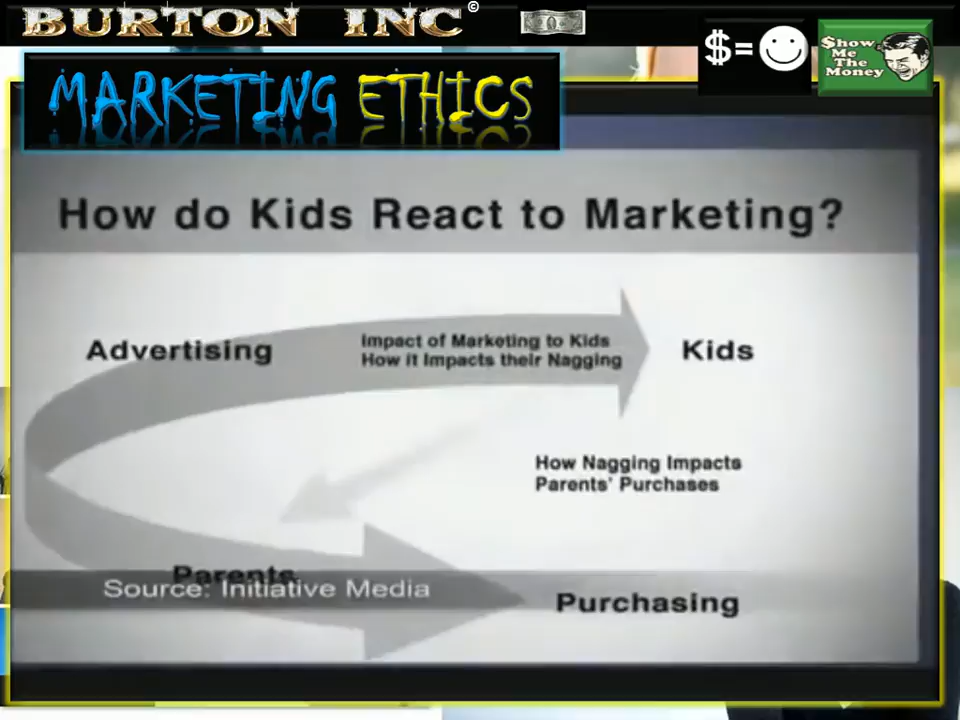 BURTON INC©
$=
Show
Me
The
Money
MARKETING ETHICS
How do Kids React to Marketing?
Advertising
Impact of Marketing to Kids
How it Impacts their Nagging
Kids
How Nagging Impacts
Parents' Purchases
Parents
Source: Initiative Media
Purchasing